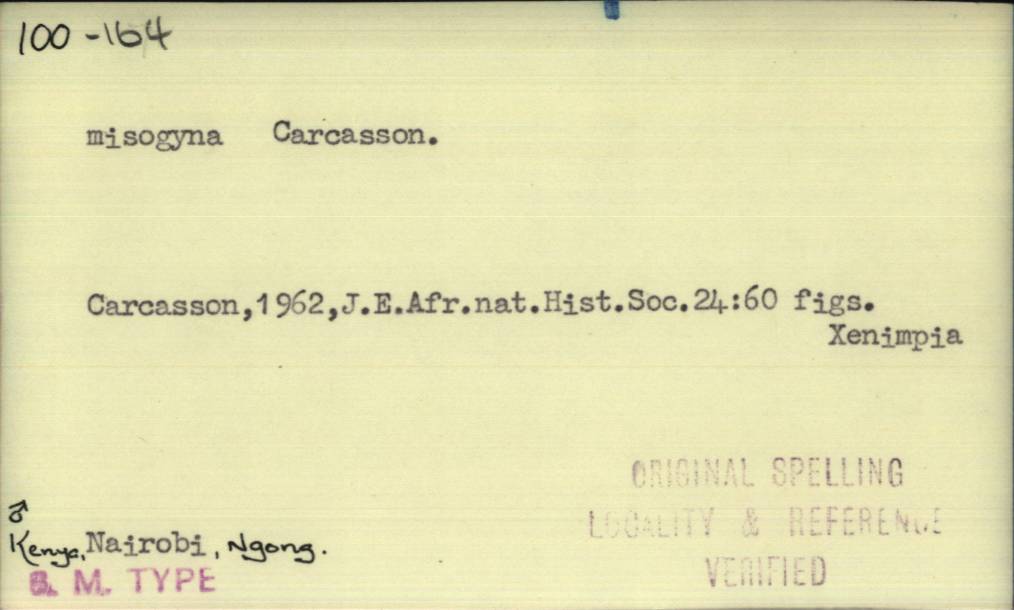 100-164
misogyna Carcasson.
Carcasson,1962,J.E.Afr.nat.Hist.Soc.24:60 figs.
Xenimpia
ORIGINAL SPELLING
LOCALITY & REFERENCE
VERIFIED
♂
Kenya, Nairobi, Ngong.
B. M. TYPE